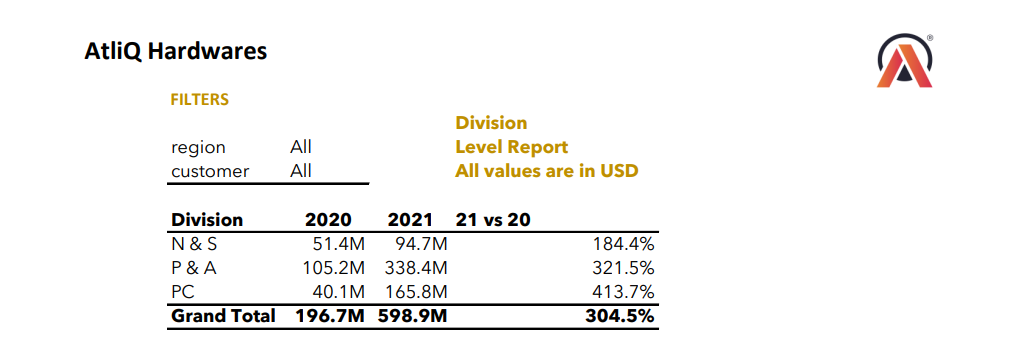 AtliQ Hardwares
®
FILTERS
Division
region All Level Report
customer All All values are in USD
Division 2020 2021 21 vs 20
N & S 51.4M 94.7M 184.4%
P & A 105.2M 338.4M 321.5%
PC 40.1M 165.8M 413.7%
Grand Total 196.7M 598.9M 304.5%